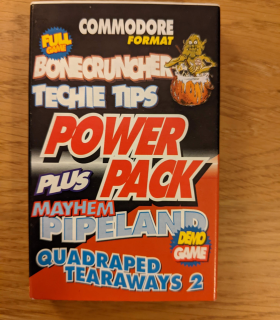 COMMODORE
FORMAT
FULL
GAME
BONECRUNCHER
TECHIE TIPS
POWER
PLUS PACK
MAYHEM
PIPELAND
DEMO
GAME
QUADRAPED
TEARAWAYS 2